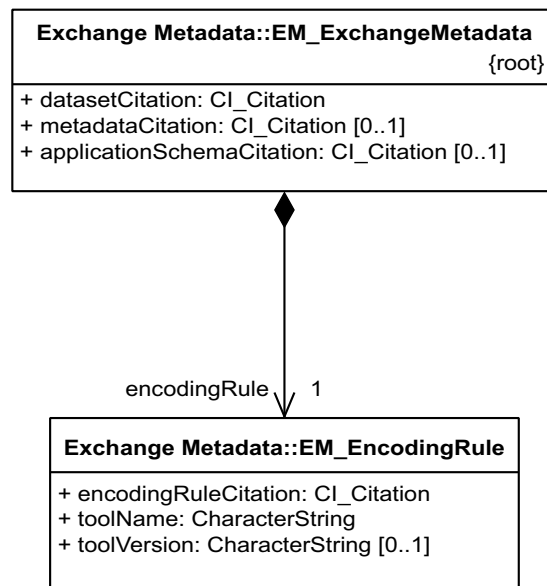 Exchange Metadata::EM_ExchangeMetadata
{root}
+ datasetCitation: CI_Citation
+ metadataCitation: CI_Citation [0..1]
+ applicationSchemaCitation: CI_Citation [0..1]
encodingRule 1
Exchange Metadata::EM_EncodingRule
+ encodingRuleCitation: CI_Citation
+ toolName: CharacterString
+ toolVersion: CharacterString [0..1]